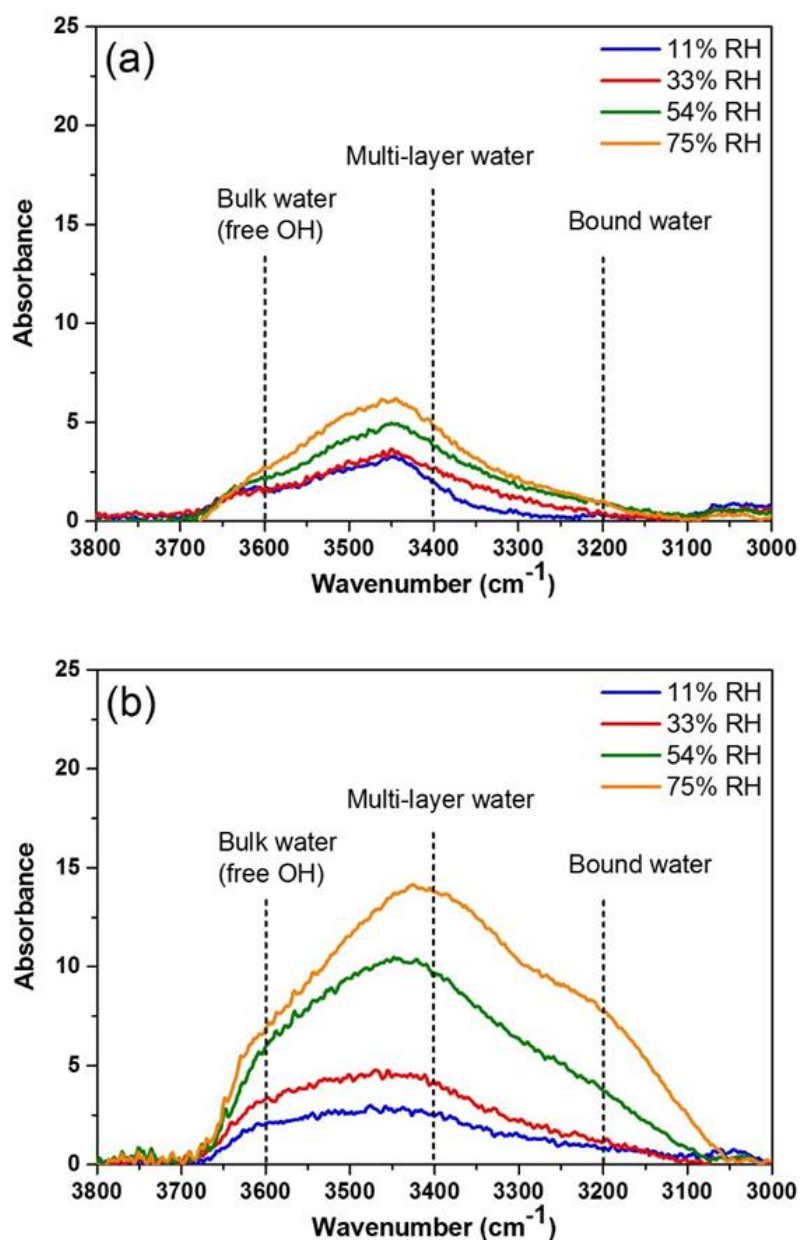 (a)
11% RH
33% RH
54% RH
75% RH
Multi-layer water
Bulk water
(free OH)
Bound water
Absorbance
25
20
15
10
5
0
3800 3700 3600 3500 3400 3300 3200 3100 3000
Wavenumber (cm⁻¹)
(b)
11% RH
33% RH
54% RH
75% RH
Multi-layer water
Bulk water
(free OH)
Bound water
Absorbance
25
20
15
10
5
0
3800 3700 3600 3500 3400 3300 3200 3100 3000
Wavenumber (cm⁻¹)